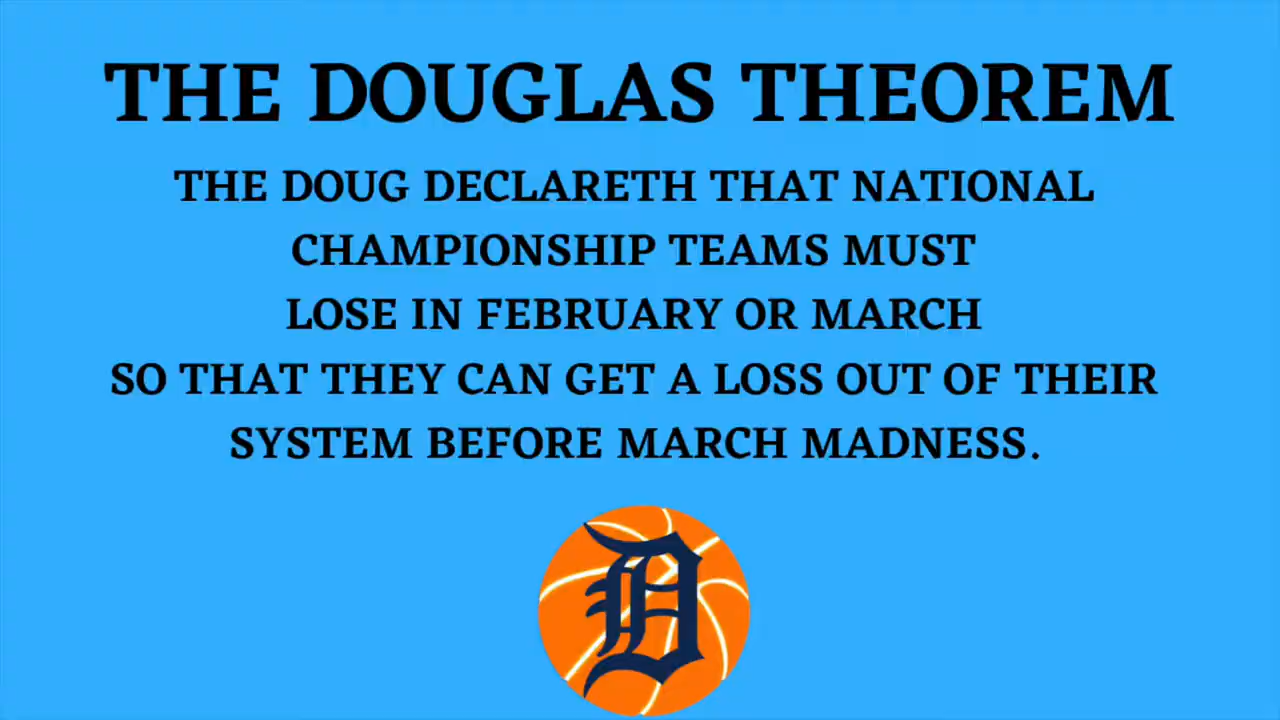 THE DOUGLAS THEOREM
THE DOUG DECLARETH THAT NATIONAL
CHAMPIONSHIP TEAMS MUST
LOSE IN FEBRUARY OR MARCH
SO THAT THEY CAN GET A LOSS OUT OF THEIR
SYSTEM BEFORE MARCH MADNESS.
D